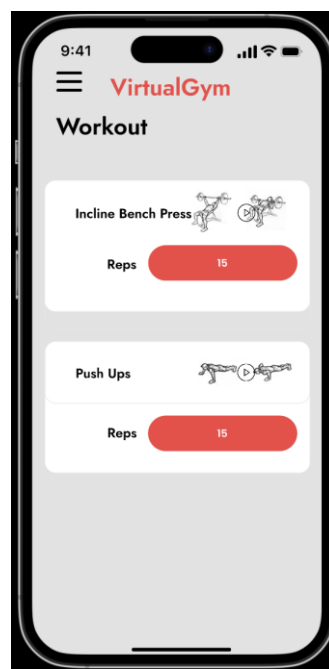 9:41
VirtualGym
Workout
Incline Bench Press
Reps 15
Push Ups
Reps 15